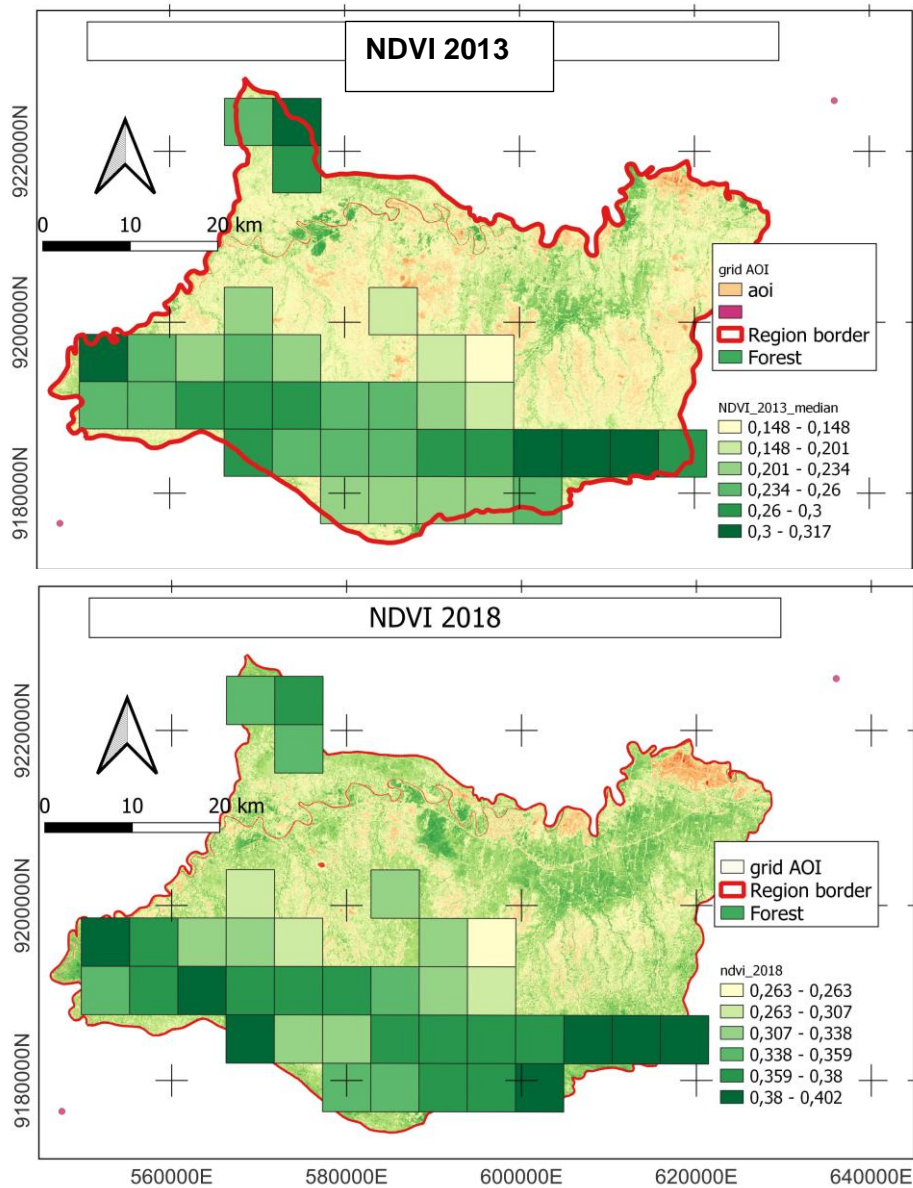 NDVI 2013
9220000N
9200000N
9180000N
0 10 20 km
grid AOI
aoi
Region border
Forest
NDVI_2013_median
0,148 - 0,148
0,148 - 0,201
0,201 - 0,234
0,234 - 0,26
0,26 - 0,3
0,3 - 0,317
NDVI 2018
9220000N
9200000N
9180000N
0 10 20 km
grid AOI
Region border
Forest
ndvi_2018
0,263 - 0,263
0,263 - 0,307
0,307 - 0,338
0,338 - 0,359
0,359 - 0,38
0,38 - 0,402
560000E 580000E 600000E 620000E 640000E